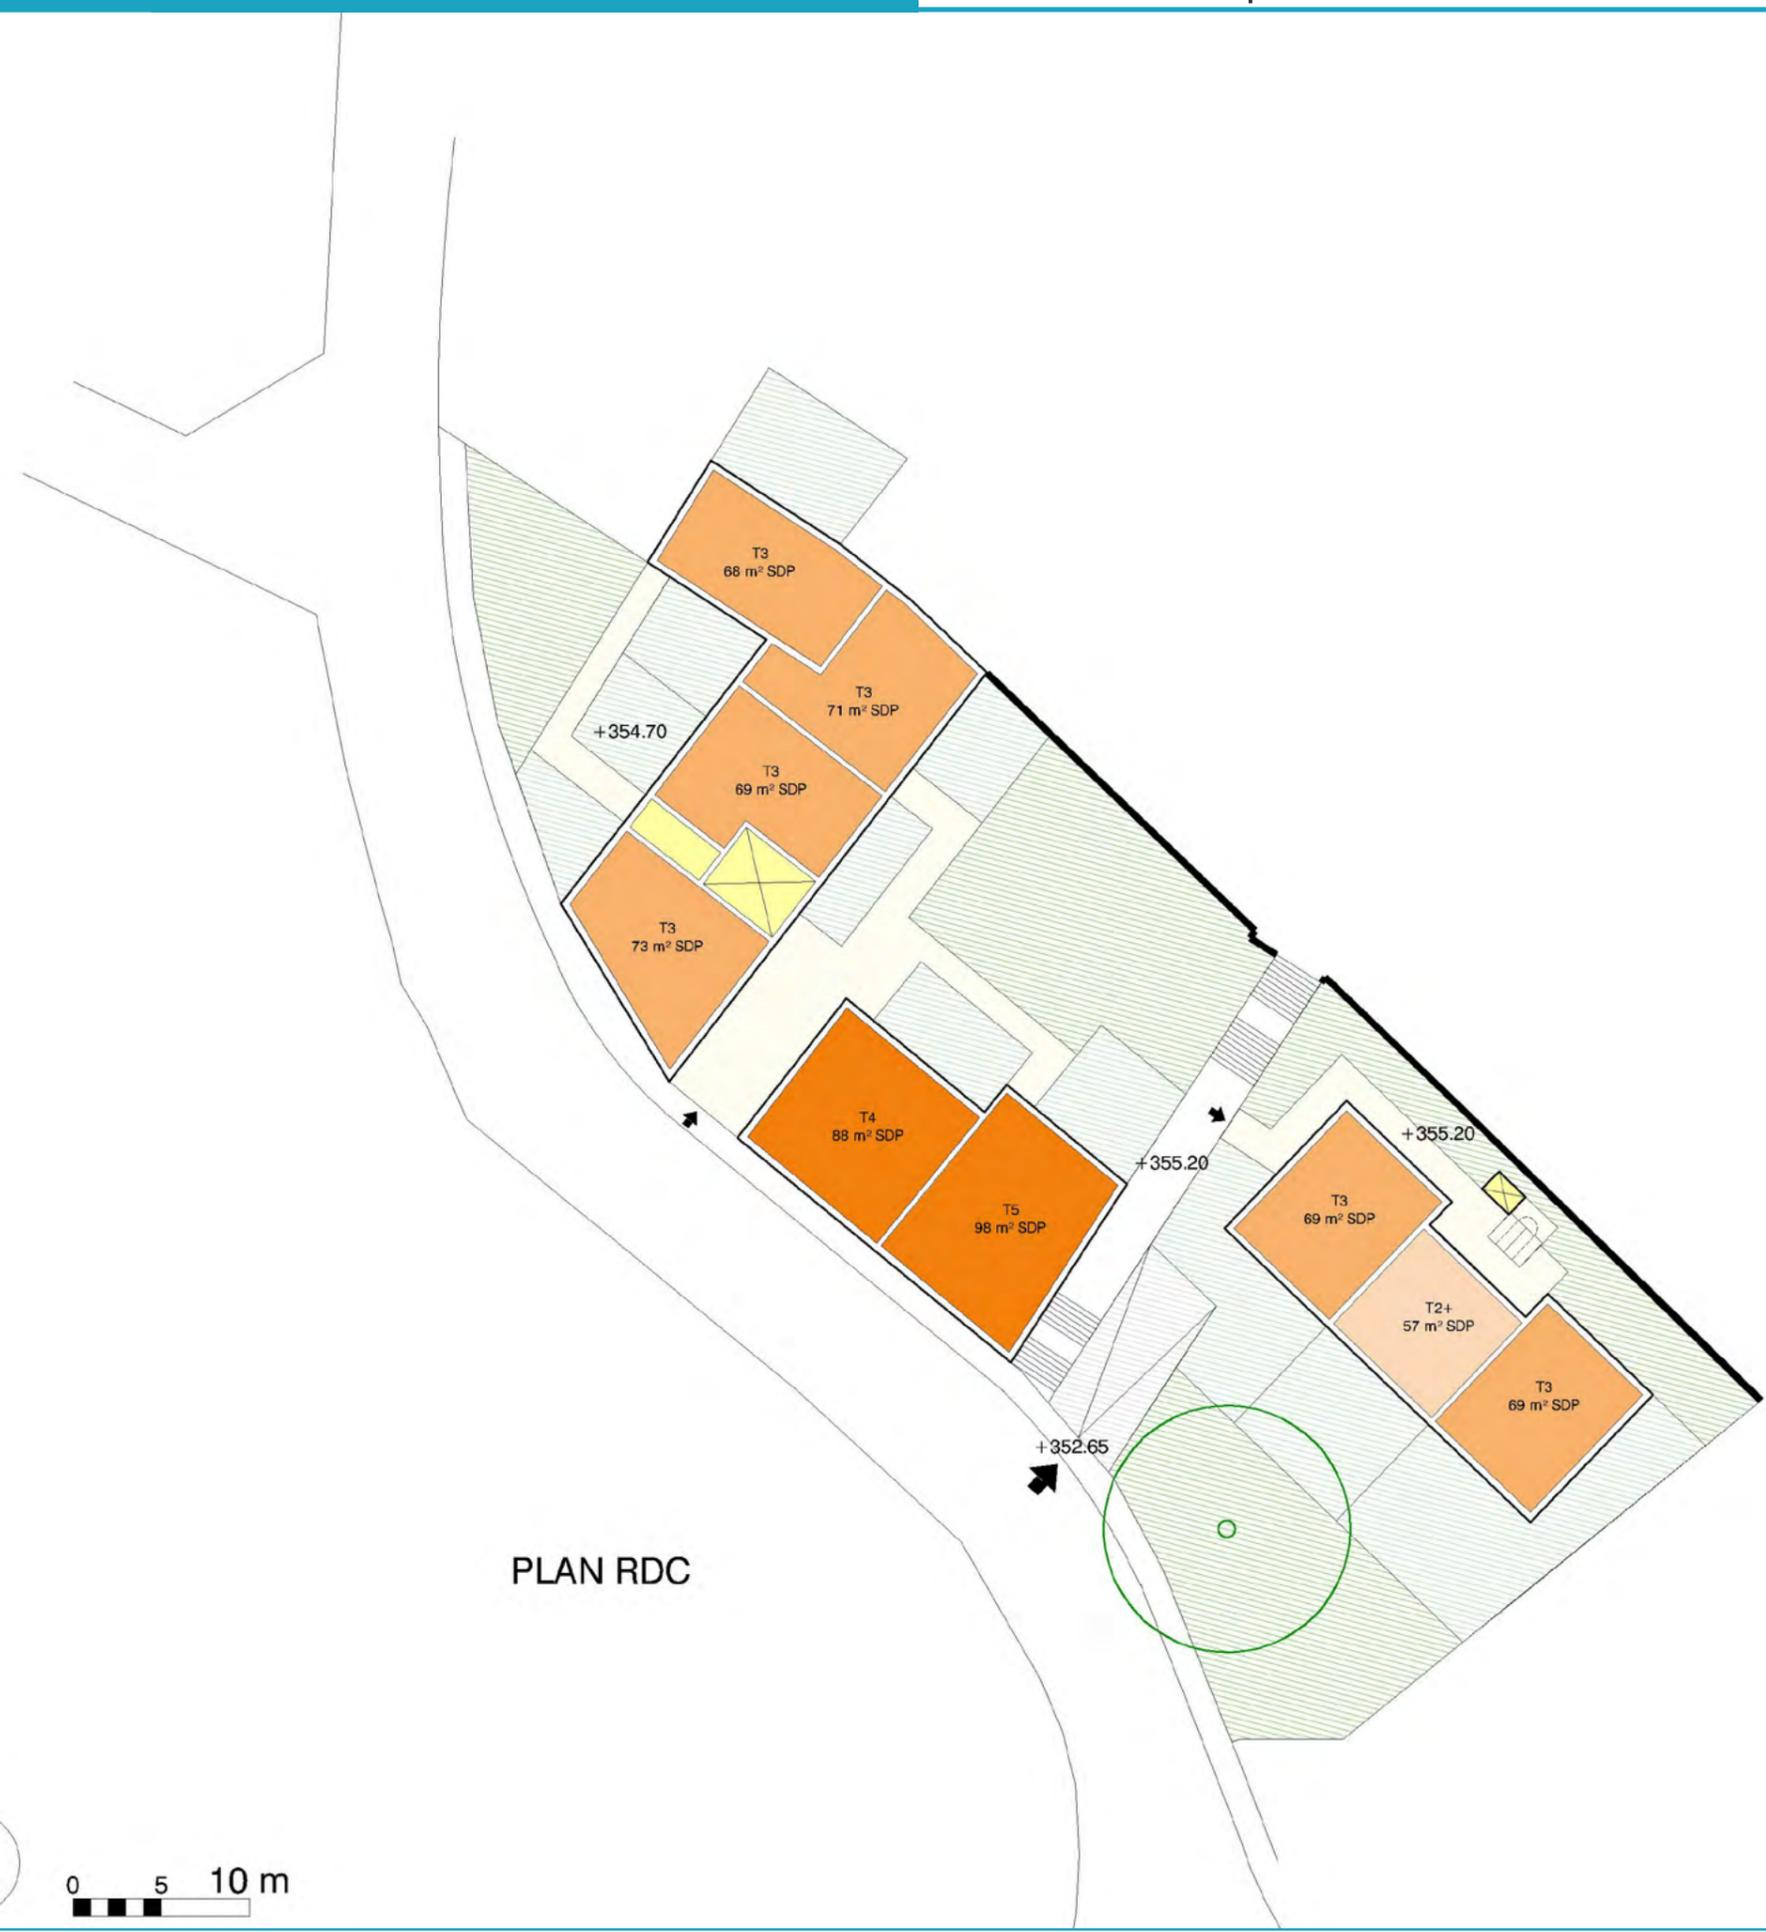 T3
68 m² SDP
T3
71 m² SDP
+354.70
T3
69 m² SDP
T3
73 m² SDP
T4
88 m² SDP
T5
98 m² SDP
+355.20
+355.20
T3
69 m² SDP
T2+
57 m² SDP
T3
69 m² SDP
+352.65
PLAN RDC
0 5 10 m